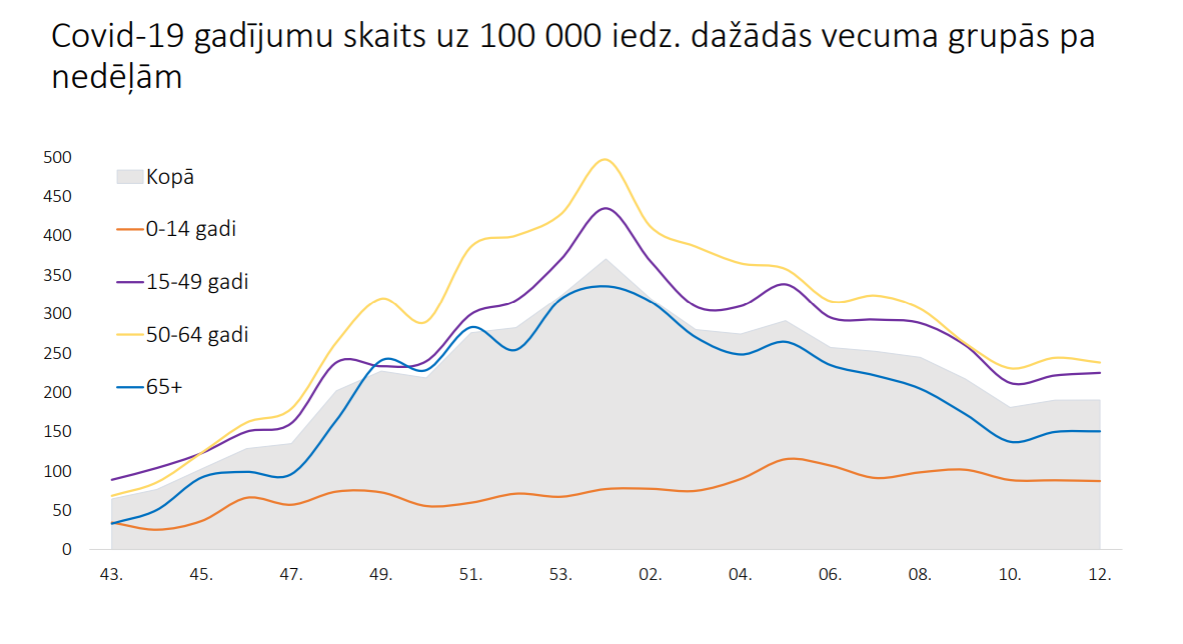 Covid-19 gadījumu skaits uz 100 000 iedz. dažādās vecuma grupās pa
nedēļām
500
450
400
350
300
250
200
150
100
50
0
Kopā
0-14 gadi
15-49 gadi
50-64 gadi
65+
43. 45. 47. 49. 51. 53. 02. 04. 06. 08. 10. 12.